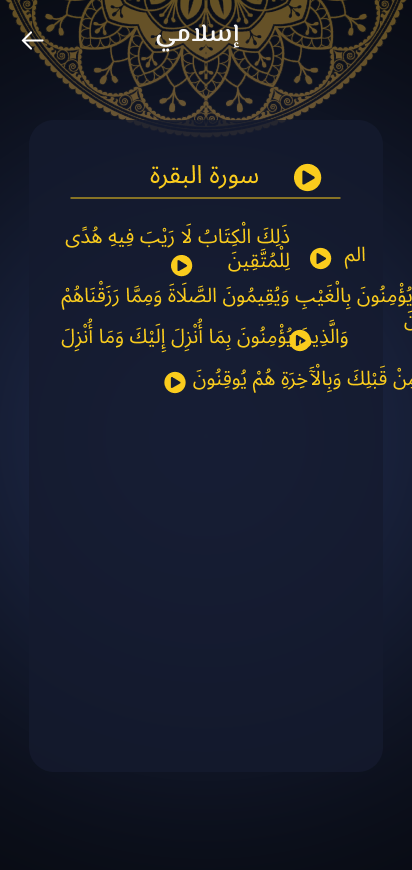 إسلامي
سورة البقرة
الم
ذَلِكَ الْكِتَابُ لَا رَيْبَ فِيهِ هُدًى
لِلْمُتَّقِينَ
يُؤْمِنُونَ بِالْغَيْبِ وَيُقِيمُونَ الصَّلَاةَ وَمِمَّا رَزَقْنَاهُمْ
وَالَّذِينَ يُؤْمِنُونَ بِمَا أُنْزِلَ إِلَيْكَ وَمَا أُنْزِلَ
مِنْ قَبْلِكَ وَبِالْآَخِرَةِ هُمْ يُوقِنُونَ